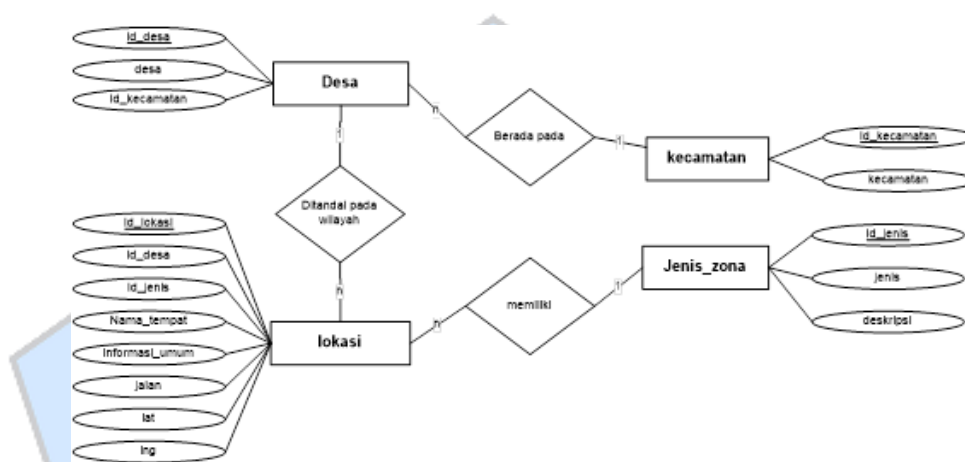 id_desa
desa
id_kecamatan
Desa
n
Berada pada
1
kecamatan
id_kecamatan
kecamatan
1
Ditandai pada
wilayah
n
id_lokasi
id_desa
id_jenis
Nama_tempat
informasi_umum
jalan
lat
lng
lokasi
n
memiliki
1
Jenis_zona
id_jenis
jenis
deskripsi